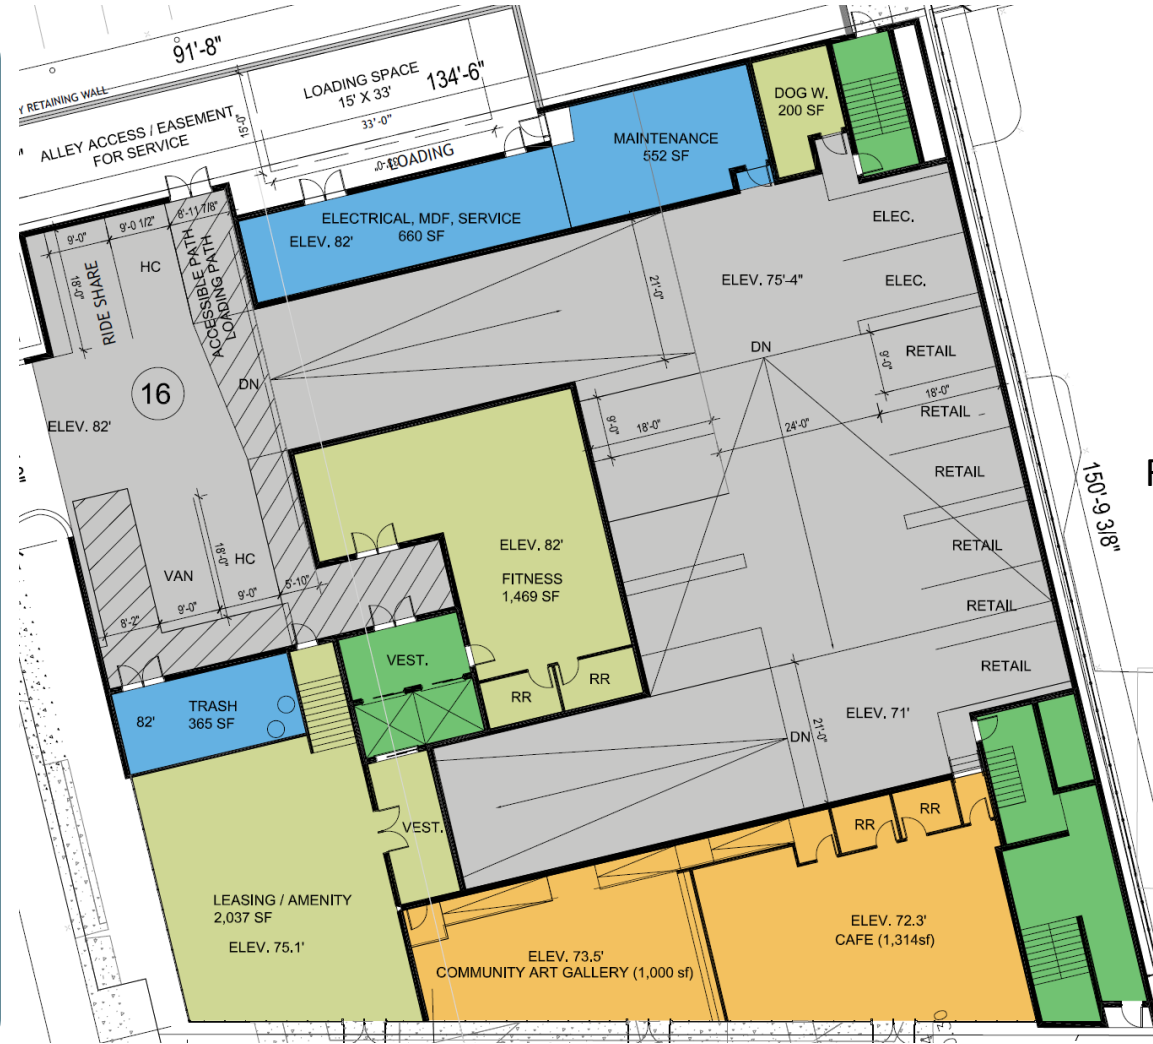 91'-8"
LOADING SPACE
15' X 33'
134'-6"
33'-0"
RETAINING WALL
ALLEY ACCESS / EASEMENT
FOR SERVICE
15'-0"
LOADING
DOG W.
200 SF
MAINTENANCE
552 SF
ELECTRICAL, MDF, SERVICE
660 SF
ELEV. 82'
9'-0"
9'-0 1/2"
8'-11 7/8"
18'-0"
RIDE SHARE
HC
ACCESSIBLE PATH
LOADING PATH
ELEC.
ELEC.
ELEV. 75'-4"
21'-0"
DN
DN
16
ELEV. 82'
RETAIL
9'-0"
18'-0"
RETAIL
9'-0"
18'-0"
24'-0"
RETAIL
150'-9 3/8"
RETAIL
RETAIL
RETAIL
ELEV. 82'
FITNESS
1,469 SF
VAN
18'-0"
HC
5'-10"
8'-2"
9'-0"
9'-0"
VEST.
RR
RR
82'
TRASH
365 SF
ELEV. 71'
DN
21'-0"
VEST.
RR
RR
LEASING / AMENITY
2,037 SF
ELEV. 75.1'
ELEV. 73.5'
COMMUNITY ART GALLERY (1,000 sf)
ELEV. 72.3'
CAFE (1,314sf)